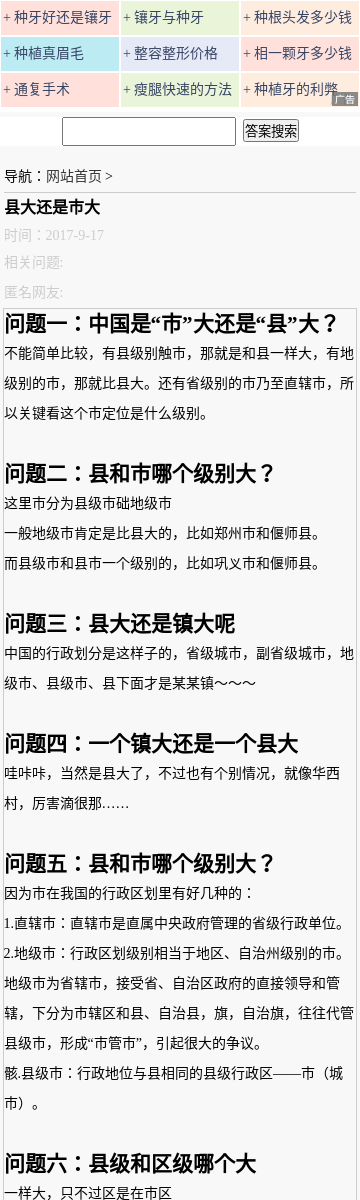 + 种牙好还是镶牙
+ 镶牙与种牙
+ 种根头发多少钱
+ 种植真眉毛
+ 整容整形价格
+ 相一颗牙多少钱
+ 通复手术
+ 瘦腿快速的方法
+ 种植牙的利弊
广告
答案搜索
导航：网站首页 >
县大还是市大
时间：2017-9-17
相关问题:
匿名网友:
问题一：中国是“市”大还是“县”大？
不能简单比较，有县级别触市，那就是和县一样大，有地
级别的市，那就比县大。还有省级别的市乃至直辖市，所
以关键看这个市定位是什么级别。
问题二：县和市哪个级别大？
这里市分为县级市础地级市
一般地级市肯定是比县大的，比如郑州市和偃师县。
而县级市和县市一个级别的，比如巩义市和偃师县。
问题三：县大还是镇大呢
中国的行政划分是这样子的，省级城市，副省级城市，地
级市、县级市、县下面才是某某镇～～～
问题四：一个镇大还是一个县大
哇咔咔，当然是县大了，不过也有个别情况，就像华西
村，厉害滴很那……
问题五：县和市哪个级别大？
因为市在我国的行政区划里有好几种的：
1.直辖市：直辖市是直属中央政府管理的省级行政单位。
2.地级市：行政区划级别相当于地区、自治州级别的市。
地级市为省辖市，接受省、自治区政府的直接领导和管
辖，下分为市辖区和县、自治县，旗，自治旗，往往代管
县级市，形成“市管市”，引起很大的争议。
骸.县级市：行政地位与县相同的县级行政区——市（城
市）。
问题六：县级和区级哪个大
一样大，只不过区是在市区